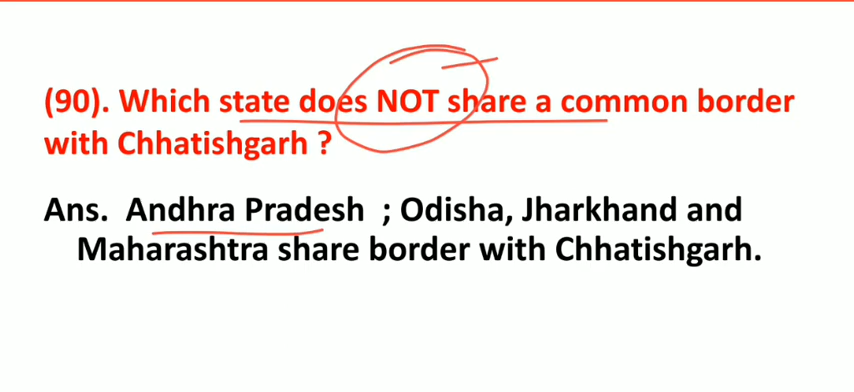 (90). Which state does NOT share a common border
with Chhatishgarh ?
Ans. Andhra Pradesh ; Odisha, Jharkhand and
Maharashtra share border with Chhatishgarh.